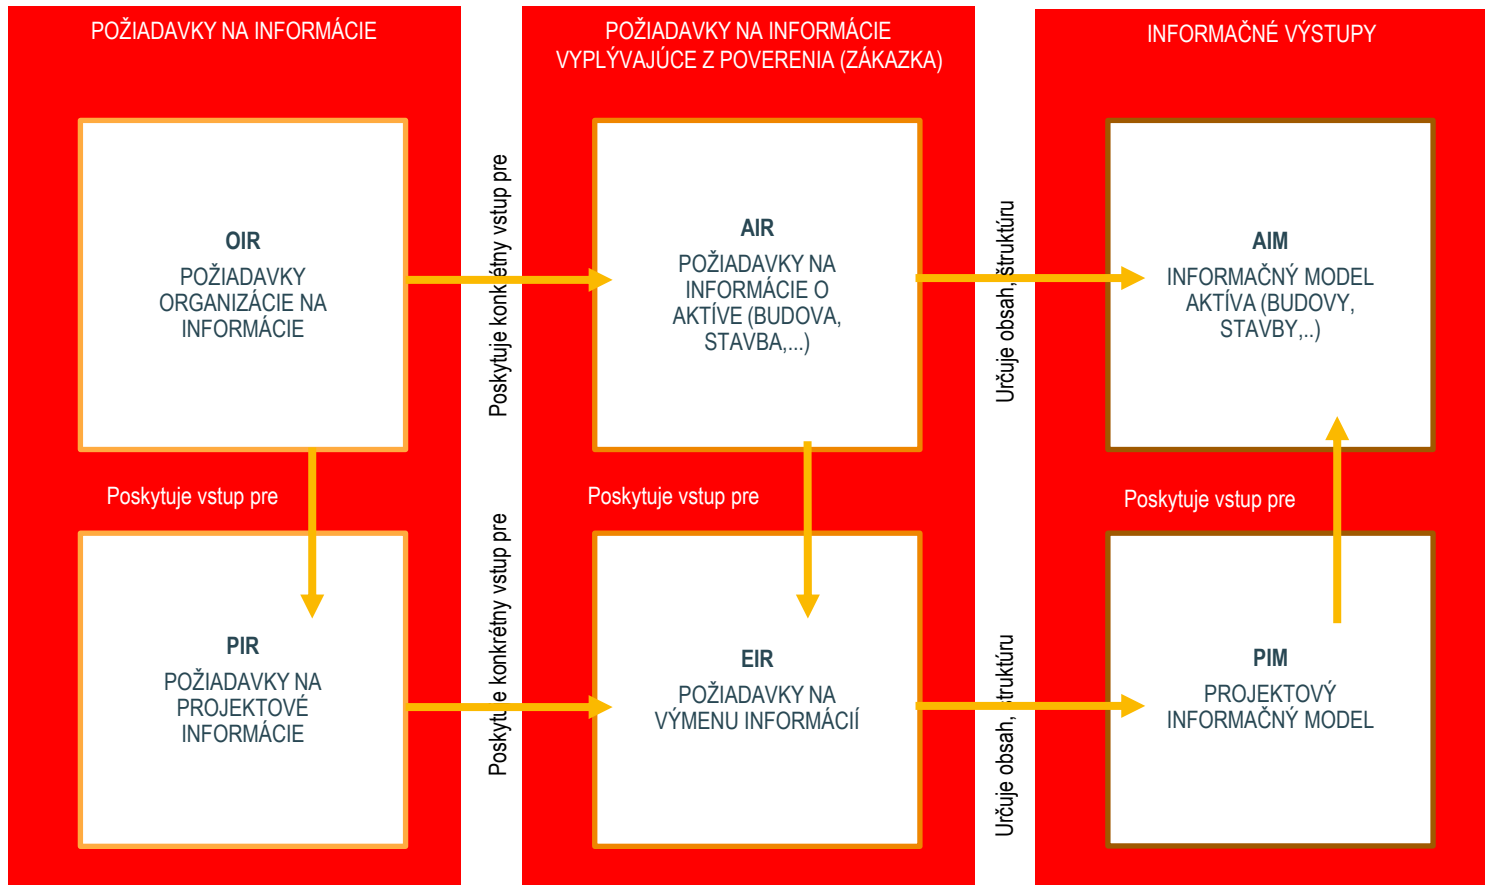 POŽIADAVKY NA INFORMÁCIE
OIR
POŽIADAVKY
ORGANIZÁCIE NA
INFORMÁCIE
Poskytuje vstup pre
PIR
POŽIADAVKY NA
PROJEKTOVÉ
INFORMÁCIE
Poskytuje konkrétny vstup pre
Poskytuje konkrétny vstup pre
POŽIADAVKY NA INFORMÁCIE
VYPLÝVAJÚCE Z POVERENIA (ZÁKAZKA)
AIR
POŽIADAVKY NA
INFORMÁCIE O
AKTÍVE (BUDOVA,
STAVBA,...)
Poskytuje vstup pre
EIR
POŽIADAVKY NA
VÝMENU INFORMÁCIÍ
Určuje obsah, štruktúru
Určuje obsah, štruktúru
INFORMAČNÉ VÝSTUPY
AIM
INFORMAČNÝ MODEL
AKTÍVA (BUDOVY,
STAVBY,..)
Poskytuje vstup pre
PIM
PROJEKTOVÝ
INFORMAČNÝ MODEL